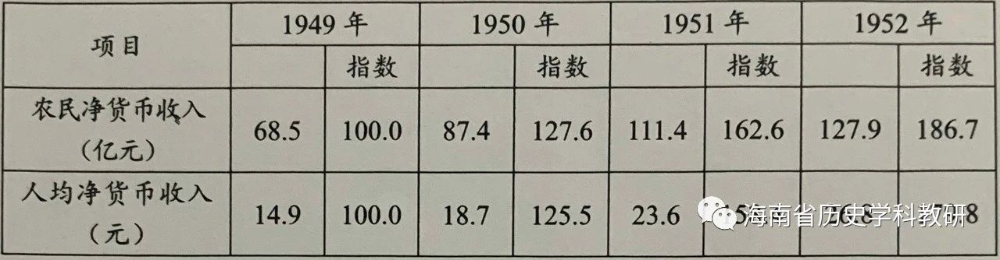 项目 1949 年 1950 年 1951 年 1952 年
指数 指数 指数 指数
农民净货币收入
(亿元) 68.5 100.0 87.4 127.6 111.4 162.6 127.9 186.7
人均净货币收入
(元) 14.9 100.0 18.7 125.5 23.6
海南省历史学科教研